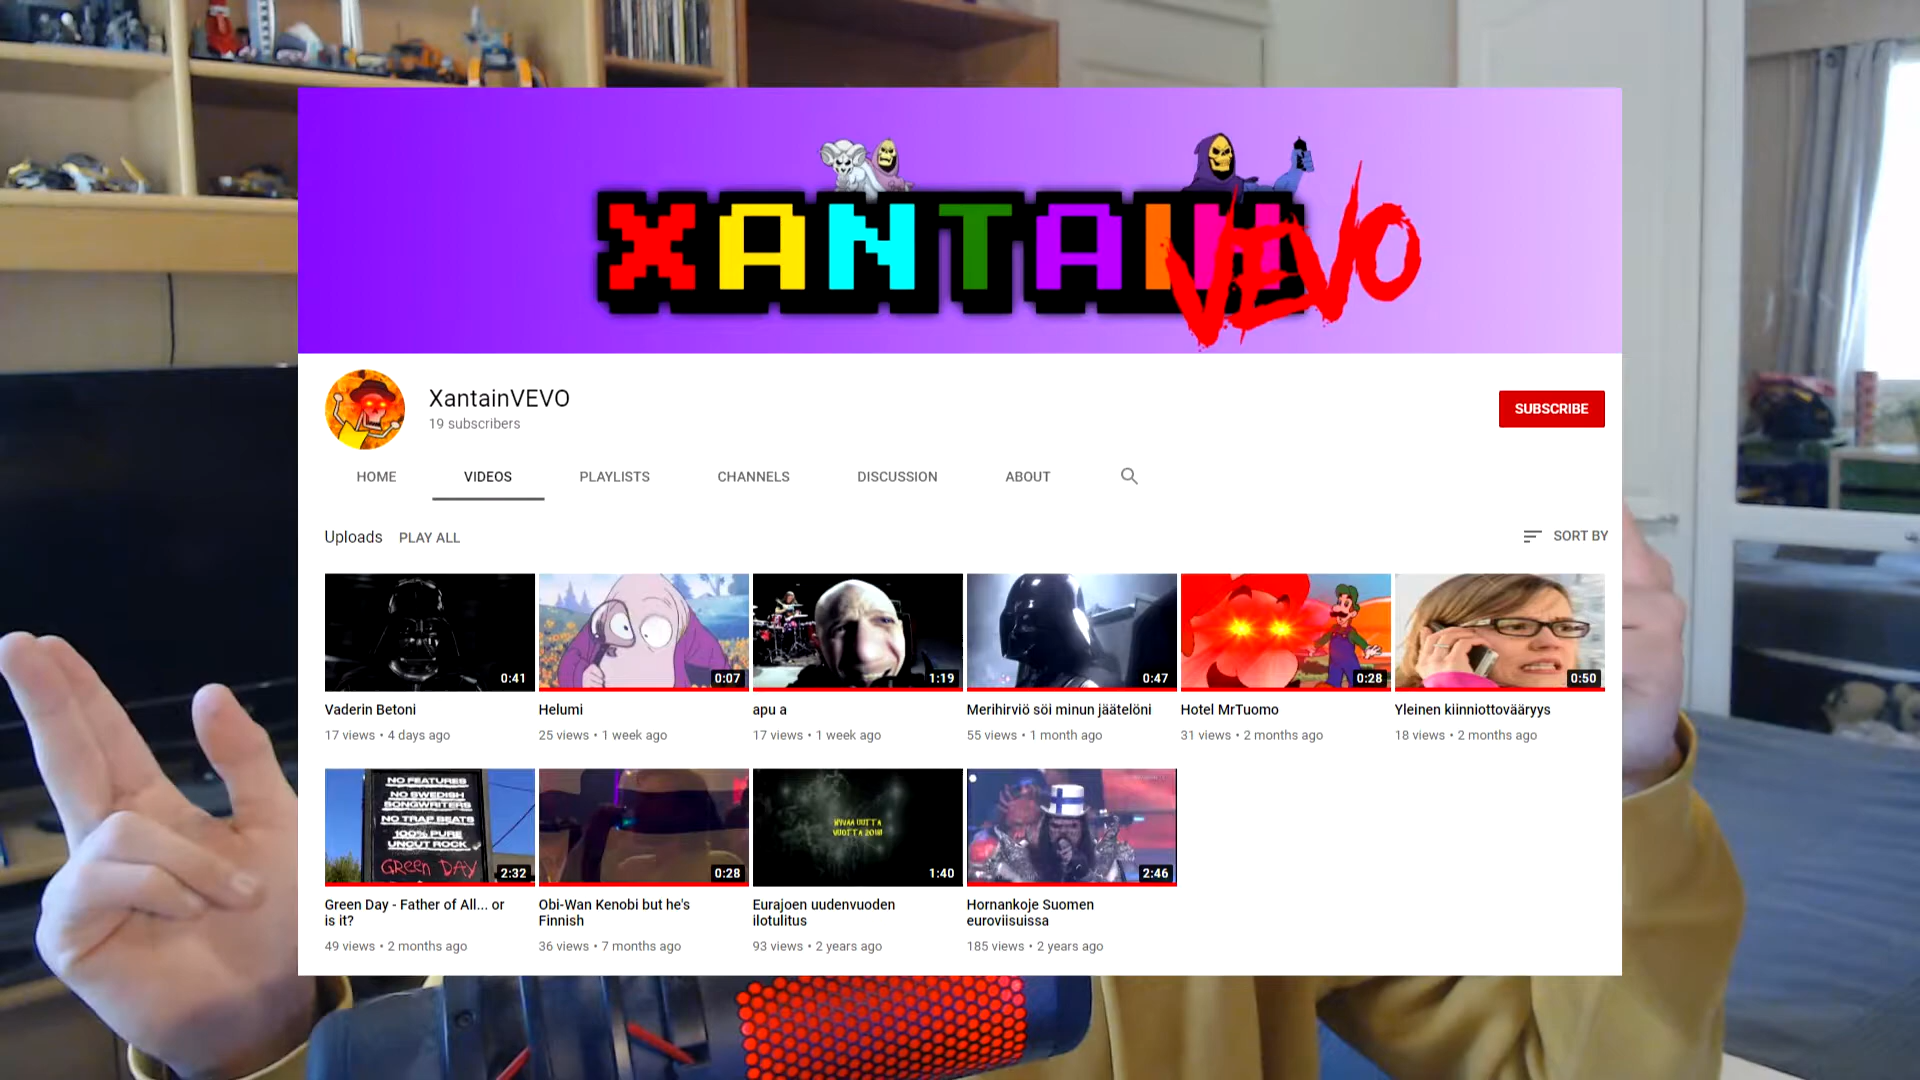 XANTAIN
VEVO
XantainVEVO
19 subscribers
SUBSCRIBE
HOME
VIDEOS
PLAYLISTS
CHANNELS
DISCUSSION
ABOUT
Uploads
PLAY ALL
SORT BY
0:41
0:07
1:19
0:47
0:28
0:50
Vaderin Betoni
Helumi
apu a
Merihirviö söi minun jäätelöni
Hotel MrTuomo
Yleinen kiinniottovääryys
17 views • 4 days ago
25 views • 1 week ago
17 views • 1 week ago
55 views • 1 month ago
31 views • 2 months ago
18 views • 2 months ago
NO FEATURES
NO SWEDISH
SONGWRITERS
NO TRAP BEATS
100% PURE
UNCUT ROCK
GREEN DAY
2:32
0:28
HYVÄÄ UUTTA
VUOTTA 2018!
1:40
2:46
Green Day - Father of All... or
is it?
Obi-Wan Kenobi but he's
Finnish
Eurajoen uudenvuoden
ilotulitus
Hornankoje Suomen
euroviisuissa
49 views • 2 months ago
36 views • 7 months ago
93 views • 2 years ago
185 views • 2 years ago